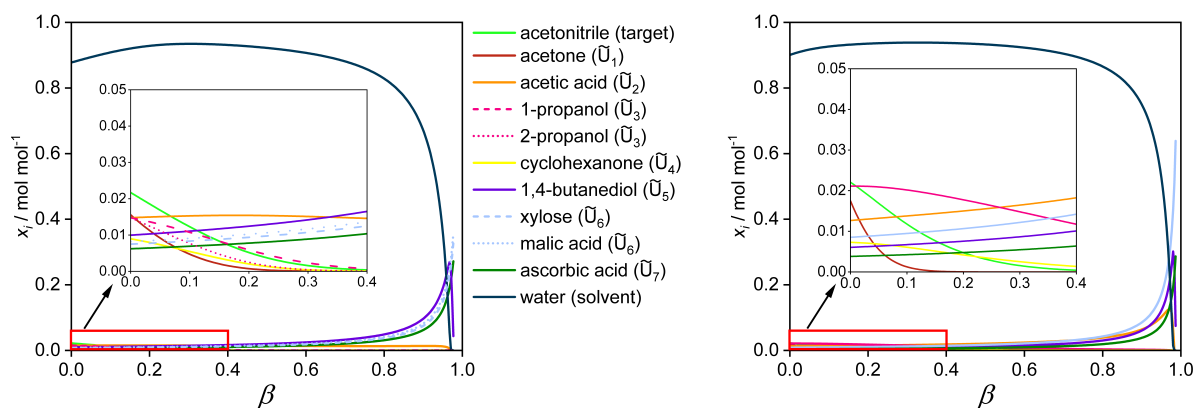 1.0
0.8
0.6
0.4
0.2
0.0
x_i / mol mol⁻¹
0.0 0.2 0.4 0.6 0.8 1.0
β
0.05
0.04
0.03
0.02
0.01
0.00
0.0 0.1 0.2 0.3 0.4
acetonitrile (target)
acetone (Ũ₁)
acetic acid (Ũ₂)
1-propanol (Ũ₃)
2-propanol (Ũ₃)
cyclohexanone (Ũ₄)
1,4-butanediol (Ũ₅)
xylose (Ũ₆)
malic acid (Ũ₆)
ascorbic acid (Ũ₇)
water (solvent)
1.0
0.8
0.6
0.4
0.2
0.0
x_i / mol mol⁻¹
0.0 0.2 0.4 0.6 0.8 1.0
β
0.05
0.04
0.03
0.02
0.01
0.00
0.0 0.1 0.2 0.3 0.4